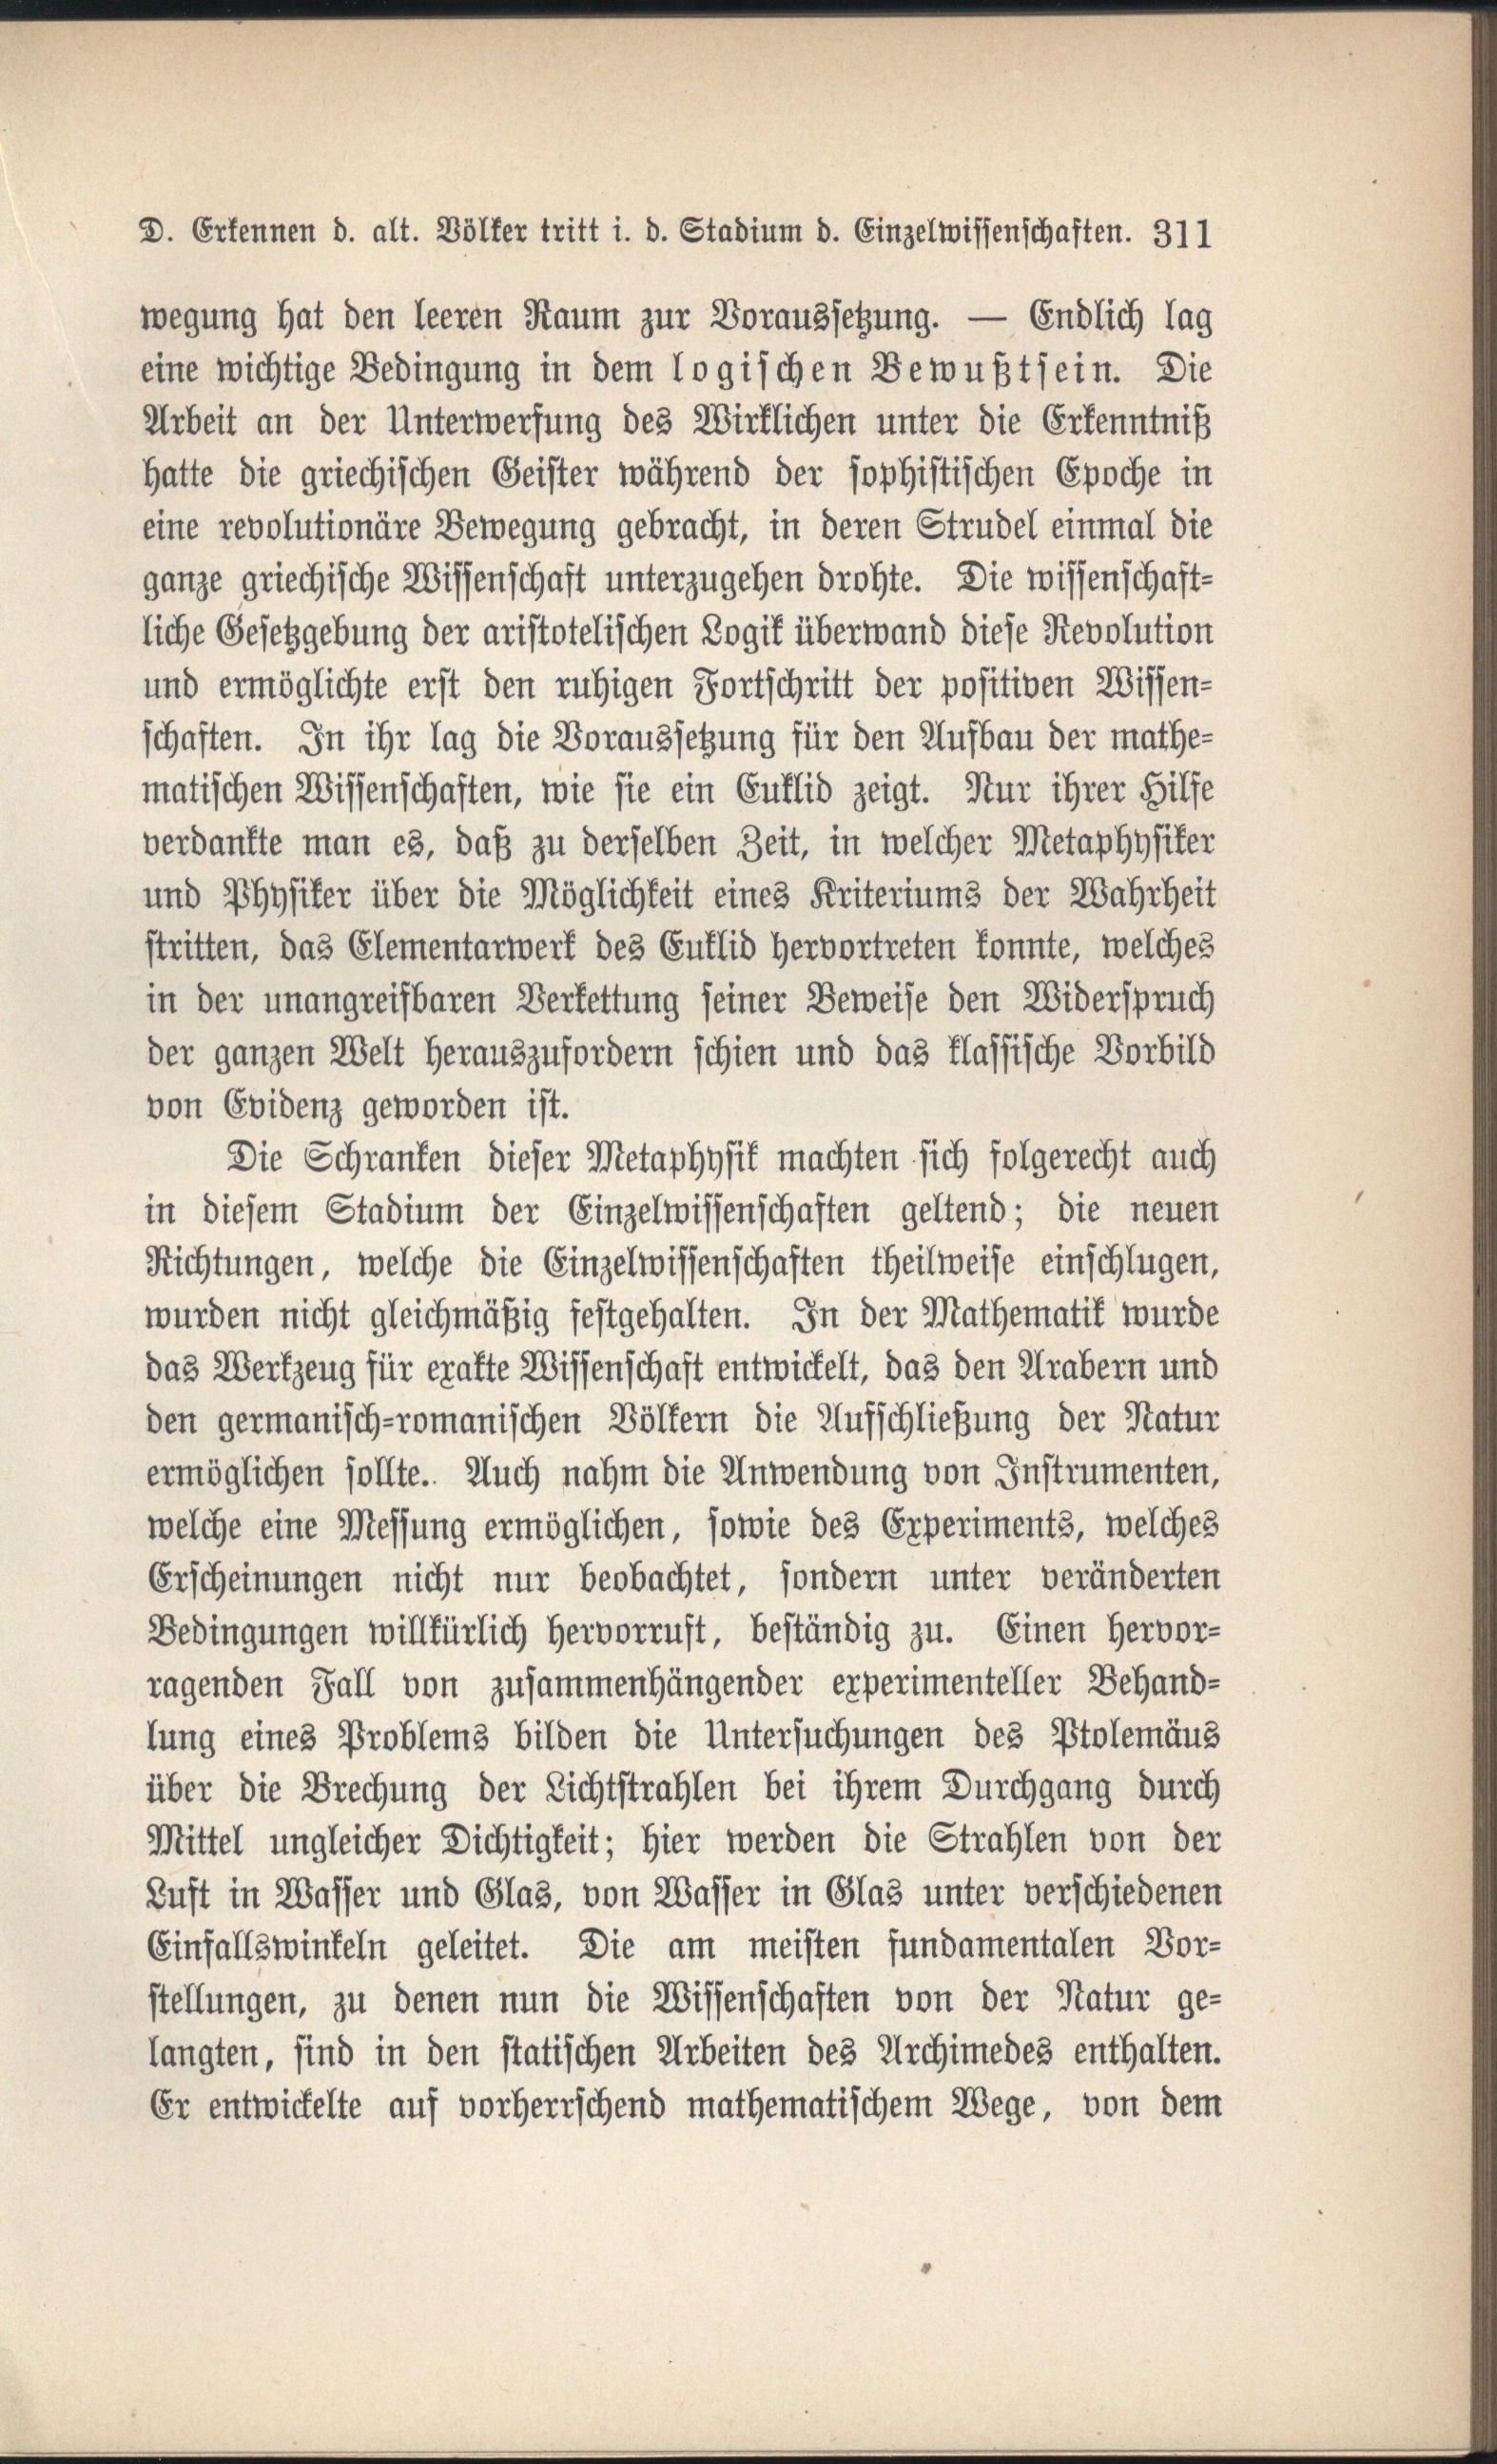 D. Erkennen d. alt. Völker tritt i. d. Stadium d. Einzelwissenschaften. 311
wegung hat den leeren Raum zur Voraussetzung. — Endlich lag
eine wichtige Bedingung in dem logischen Bewußtsein. Die
Arbeit an der Unterwerfung des Wirklichen unter die Erkenntniß
hatte die griechischen Geister während der sophistischen Epoche in
eine revolutionäre Bewegung gebracht, in deren Strudel einmal die
ganze griechische Wissenschaft unterzugehen drohte. Die wissenschaft-
liche Gesetzgebung der aristotelischen Logik überwand diese Revolution
und ermöglichte erst den ruhigen Fortschritt der positiven Wissen-
schaften. In ihr lag die Voraussetzung für den Aufbau der mathe-
matischen Wissenschaften, wie sie ein Euklid zeigt. Nur ihrer Hilfe
verdankte man es, daß zu derselben Zeit, in welcher Metaphysiker
und Physiker über die Möglichkeit eines Kriteriums der Wahrheit
stritten, das Elementarwerk des Euklid hervortreten konnte, welches
in der unangreifbaren Verkettung seiner Beweise den Widerspruch
der ganzen Welt herauszufordern schien und das klassische Vorbild
von Evidenz geworden ist.
Die Schranken dieser Metaphysik machten sich folgerecht auch
in diesem Stadium der Einzelwissenschaften geltend; die neuen
Richtungen, welche die Einzelwissenschaften theilweise einschlugen,
wurden nicht gleichmäßig festgehalten. In der Mathematik wurde
das Werkzeug für exakte Wissenschaft entwickelt, das den Arabern und
den germanisch-romanischen Völkern die Aufschließung der Natur
ermöglichen sollte. Auch nahm die Anwendung von Instrumenten,
welche eine Messung ermöglichen, sowie des Experiments, welches
Erscheinungen nicht nur beobachtet, sondern unter veränderten
Bedingungen willkürlich hervorruft, beständig zu. Einen hervor-
ragenden Fall von zusammenhängender experimenteller Behand-
lung eines Problems bilden die Untersuchungen des Ptolemäus
über die Brechung der Lichtstrahlen bei ihrem Durchgang durch
Mittel ungleicher Dichtigkeit; hier werden die Strahlen von der
Luft in Wasser und Glas, von Wasser in Glas unter verschiedenen
Einfallswinkeln geleitet. Die am meisten fundamentalen Vor-
stellungen, zu denen nun die Wissenschaften von der Natur ge-
langten, sind in den statischen Arbeiten des Archimedes enthalten.
Er entwickelte auf vorherrschend mathematischem Wege, von dem